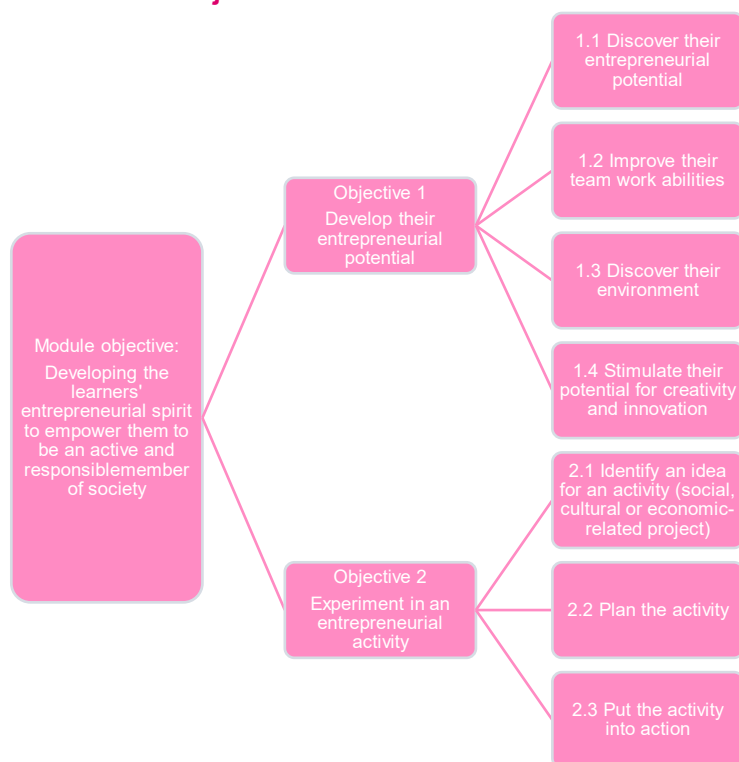 Module objective:
Developing the
learners'
entrepreneurial spirit
to empower them to
be an active and
responsiblemember
of society
Objective 1
Develop their
entrepreneurial
potential
1.1 Discover their
entrepreneurial
potential
1.2 Improve their
team work abilities
1.3 Discover their
environment
1.4 Stimulate their
potential for creativity
and innovation
Objective 2
Experiment in an
entrepreneurial
activity
2.1 Identify an idea
for an activity (social,
cultural or economic-
related project)
2.2 Plan the activity
2.3 Put the activity
into action